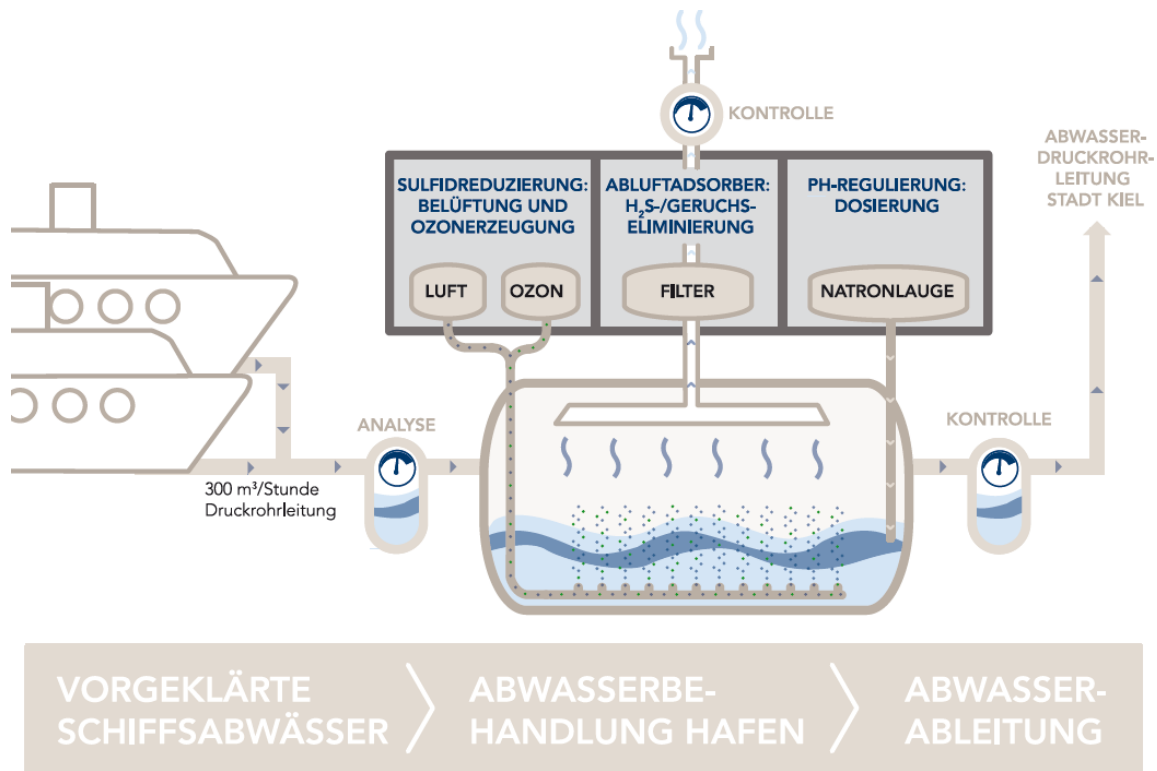 KONTROLLE
ABWASSER-
DRUCKROHR-
LEITUNG
STADT KIEL
SULFIDREDUZIERUNG:
BELÜFTUNG UND
OZONERZEUGUNG
ABLUFTADSORBER:
H₂S-/GERUCHS-
ELIMINIERUNG
PH-REGULIERUNG:
DOSIERUNG
LUFT
OZON
FILTER
NATRONLAUGE
ANALYSE
KONTROLLE
300 m³/Stunde
Druckrohrleitung
VORGEKLÄRTE
SCHIFFSABWÄSSER
ABWASSERBE-
HANDLUNG HAFEN
ABWASSER-
ABLEITUNG